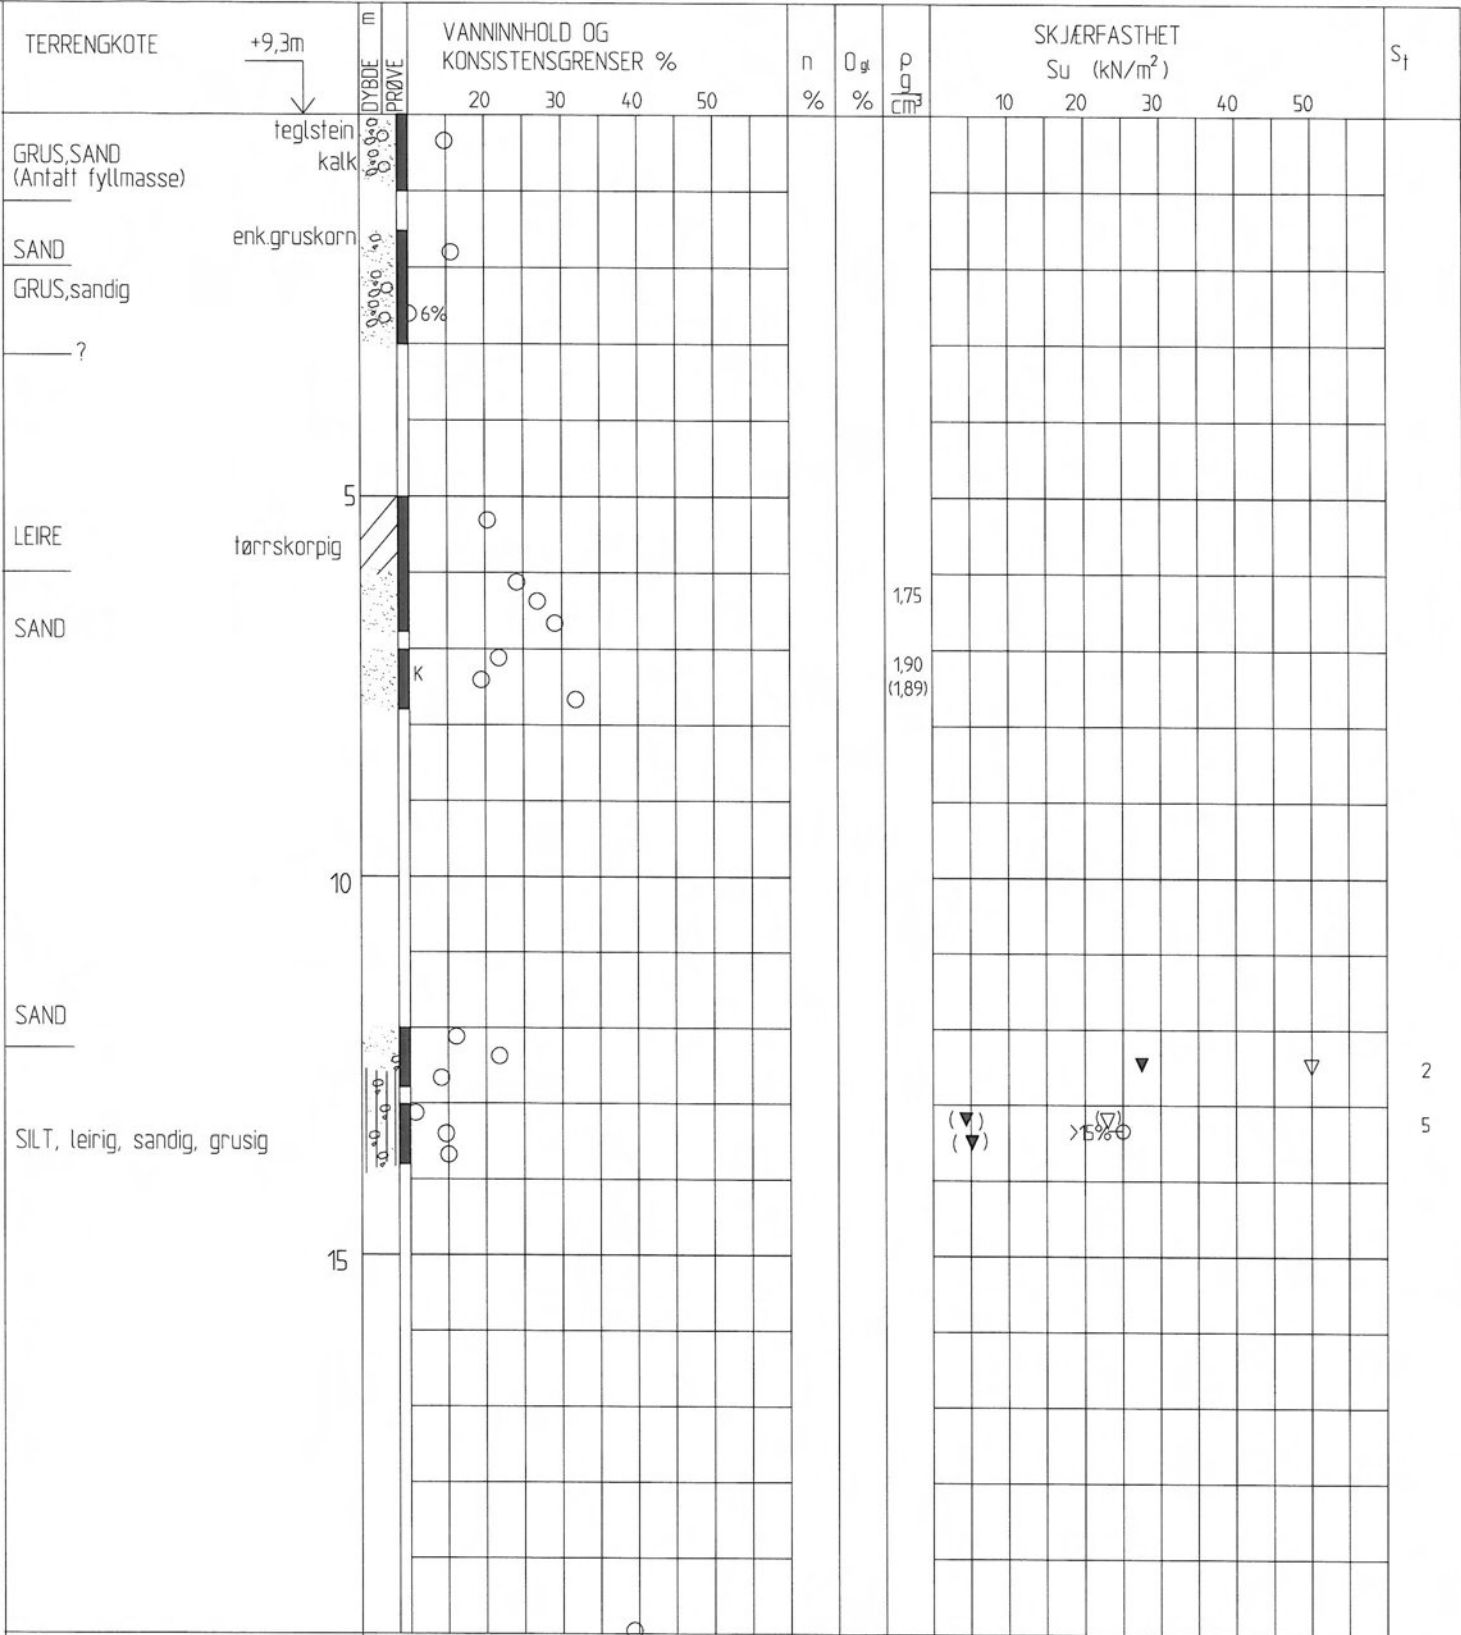 TERRENGKOTE +9,3m
m
DYBDE
PRØVE
VANNINNHOLD OG
KONSISTENSGRENSER %
20 30 40 50
n
%
O gl
%
ρ
g
cm³
SKJÆRFASTHET
Su (kN/m²)
10 20 30 40 50
St
teglstein
kalk
GRUS,SAND
(Antatt fyllmasse)
enk.gruskorn
SAND
GRUS,sandig
6%
?
5
LEIRE
tørrskorpig
1,75
SAND
K
1,90
(1,89)
10
SAND
2
5
>15%
SILT, leirig, sandig, grusig
15